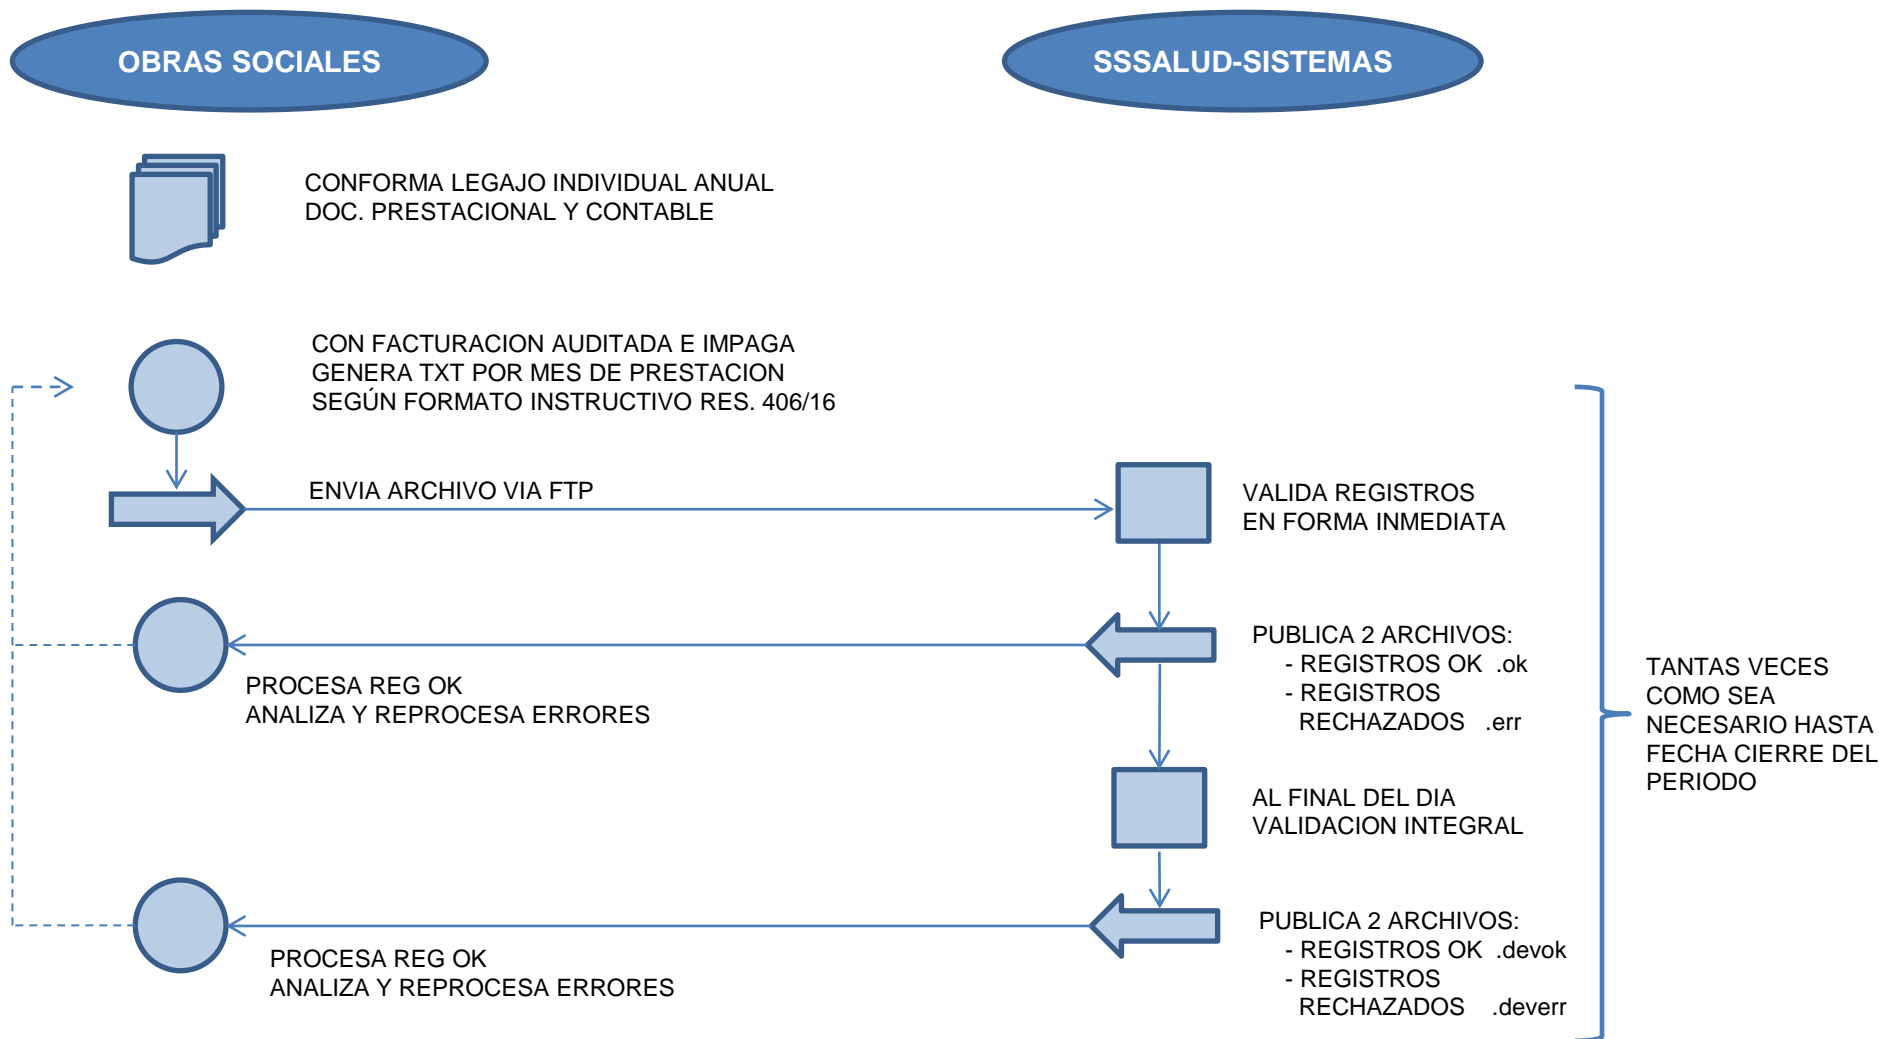 OBRAS SOCIALES
SSSALUD-SISTEMAS
CONFORMA LEGAJO INDIVIDUAL ANUAL
DOC. PRESTACIONAL Y CONTABLE
CON FACTURACION AUDITADA E IMPAGA
GENERA TXT POR MES DE PRESTACION
SEGÚN FORMATO INSTRUCTIVO RES. 406/16
ENVIA ARCHIVO VIA FTP
VALIDA REGISTROS
EN FORMA INMEDIATA
PUBLICA 2 ARCHIVOS:
- REGISTROS OK .ok
- REGISTROS
RECHAZADOS .err
PROCESA REG OK
ANALIZA Y REPROCESA ERRORES
TANTAS VECES
COMO SEA
NECESARIO HASTA
FECHA CIERRE DEL
PERIODO
AL FINAL DEL DIA
VALIDACION INTEGRAL
PUBLICA 2 ARCHIVOS:
- REGISTROS OK .devok
- REGISTROS
RECHAZADOS .deverr
PROCESA REG OK
ANALIZA Y REPROCESA ERRORES